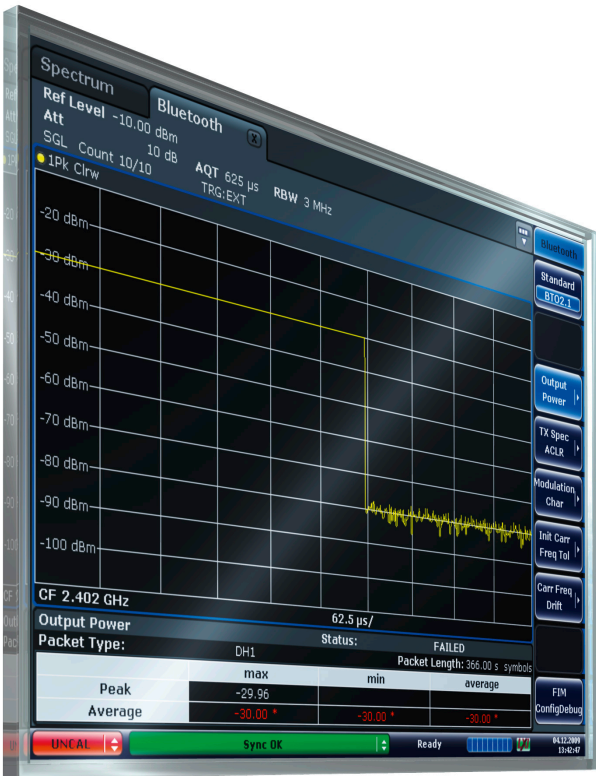 Spectrum
Bluetooth X
Ref Level -10.00 dBm
Att 10 dB AQT 625 µs RBW 3 MHz
SGL Count 10/10 TRG:EXT
1Pk Clrw
-20 dBm
-30 dBm
-40 dBm
-50 dBm
-60 dBm
-70 dBm
-80 dBm
-90 dBm
-100 dBm
CF 2.402 GHz 62.5 µs/
Output Power
Packet Type: DH1 Status: FAILED
Packet Length: 366.00 s symbols
max min average
Peak -29.96
Average -30.00 * -30.00 * -30.00 *
UNCAL Sync OK Ready 04.12.2009
13:42:47
Bluetooth
Standard
BTO2.1
Output
Power
TX Spec
ACLR
Modulation
Char
Init Carr
Freq Tol
Carr Freq
Drift
FIM
ConfigDebug